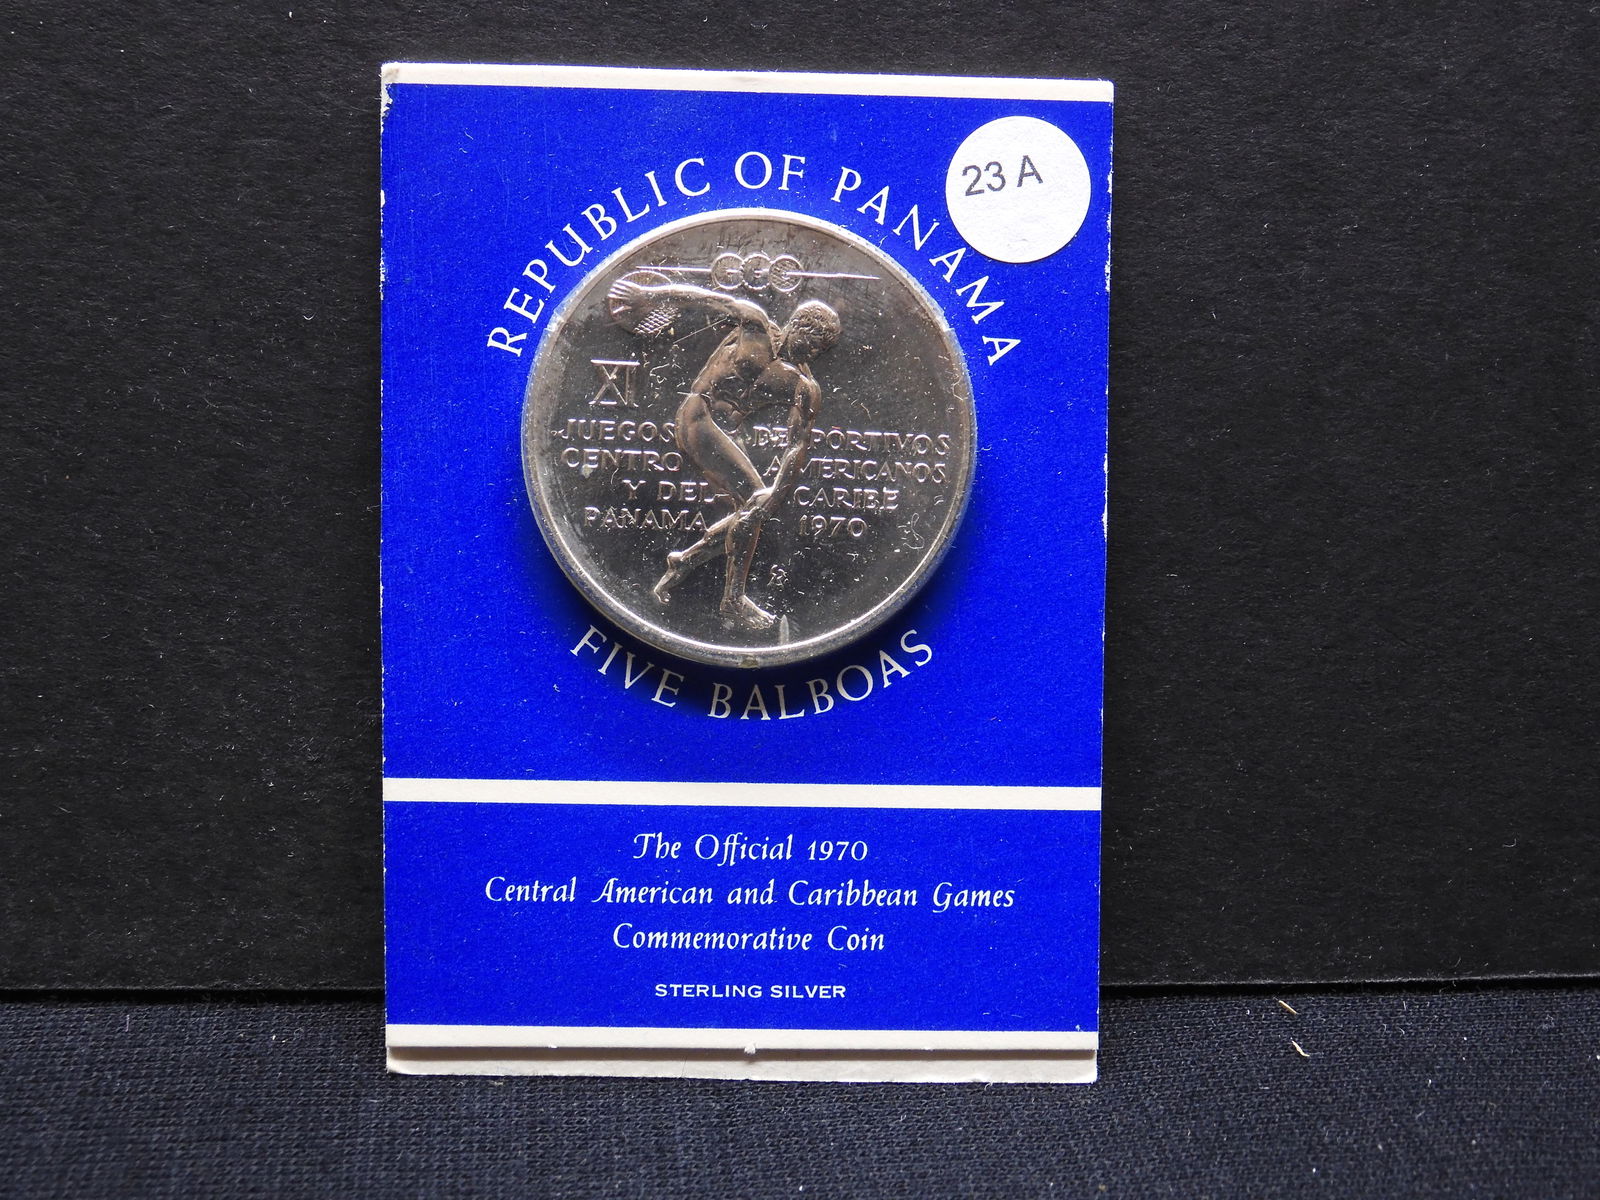 23 A
REPUBLIC OF PANAMA
XI
JUEGOS DEPORTIVOS
CENTRO AMERICANOS
Y DEL CARIBE
PANAMA 1970
FIVE BALBOAS
The Official 1970
Central American and Caribbean Games
Commemorative Coin
STERLING SILVER